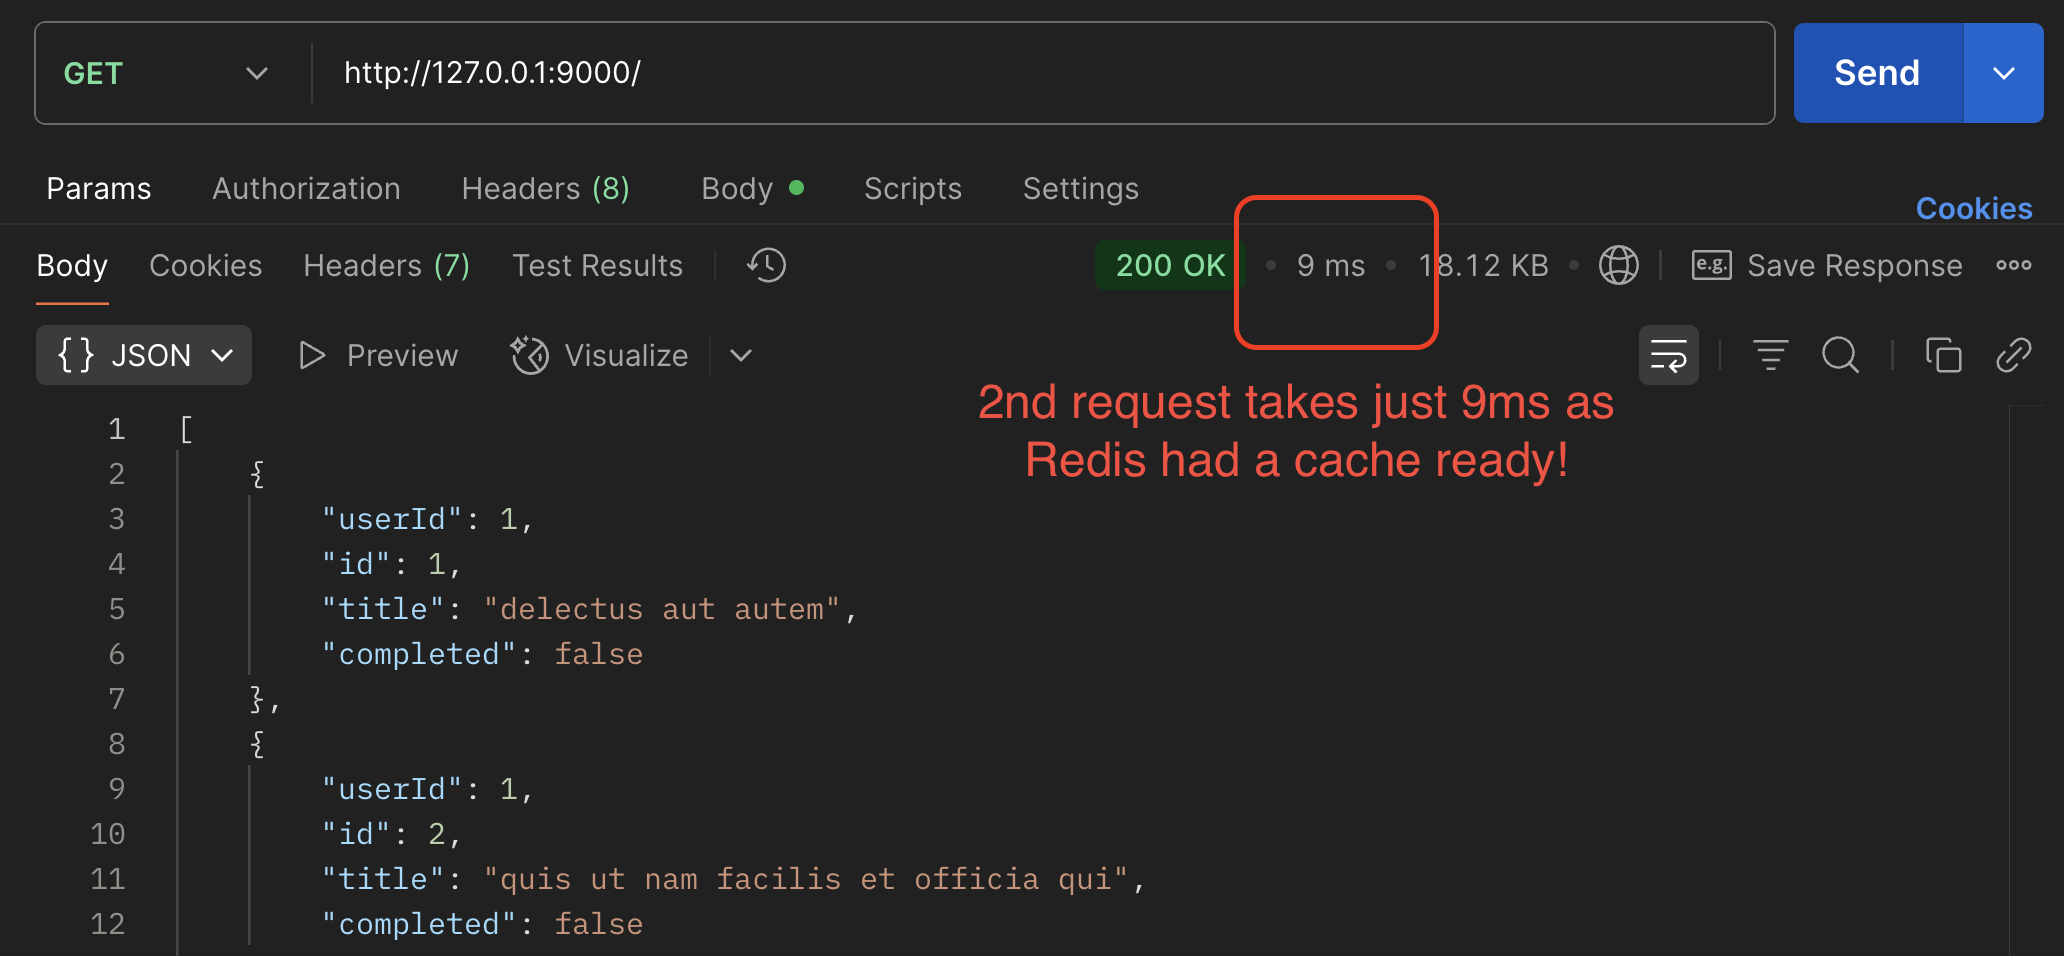 GET http://127.0.0.1:9000/ Send
Params Authorization Headers (8) Body Scripts Settings Cookies
Body Cookies Headers (7) Test Results 200 OK 9 ms 18.12 KB e.g. Save Response
{ } JSON Preview Visualize
2nd request takes just 9ms as
Redis had a cache ready!
1 [
2 {
3 "userId": 1,
4 "id": 1,
5 "title": "delectus aut autem",
6 "completed": false
7 },
8 {
9 "userId": 1,
10 "id": 2,
11 "title": "quis ut nam facilis et officia qui",
12 "completed": false